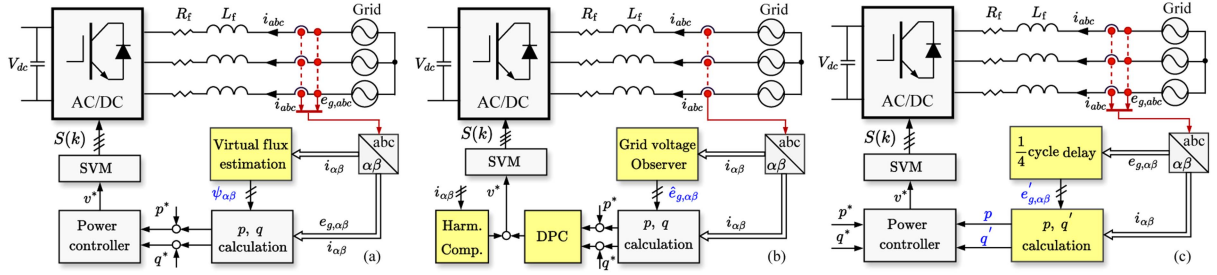 R_f L_f i_abc Grid
V_dc
AC/DC
i_abc e_g,abc
S(k)
abc
αβ
Virtual flux
estimation
i_αβ
SVM
ψ_αβ
v*
p*
Power
controller
p, q
calculation
e_g,αβ
i_αβ
q*
(a)
R_f L_f i_abc Grid
V_dc
AC/DC
i_abc
S(k)
abc
αβ
Grid voltage
Observer
i_αβ
SVM
i_αβ
v*
ê_g,αβ
p*
Harm.
Comp.
DPC
p, q
calculation
i_αβ
q*
(b)
R_f L_f i_abc Grid
V_dc
AC/DC
i_abc e_g,abc
S(k)
abc
αβ
1/4 cycle delay
e_g,αβ
SVM
e'_g,αβ
v*
p*
q*
Power
controller
p
q'
p, q'
calculation
i_αβ
(c)